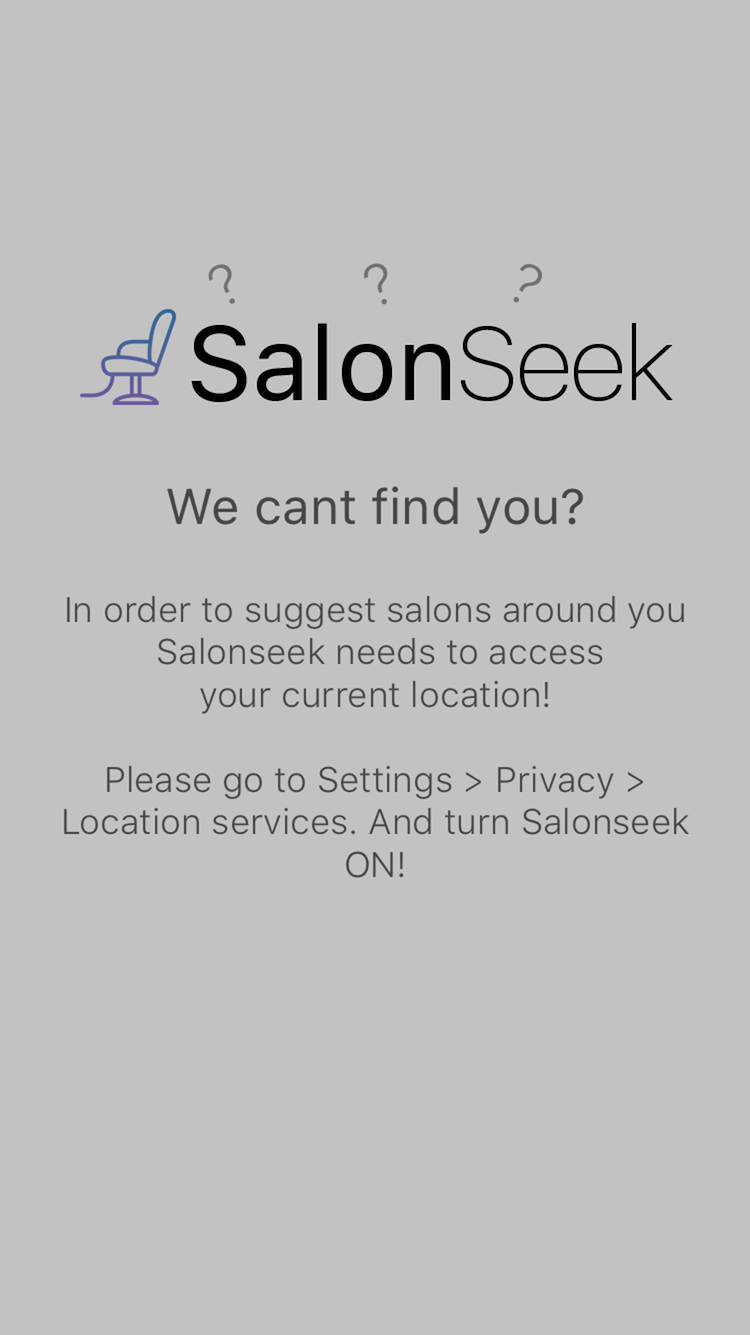 ? ? ?
SalonSeek
We cant find you?
In order to suggest salons around you
Salonseek needs to access
your current location!
Please go to Settings > Privacy >
Location services. And turn Salonseek
ON!